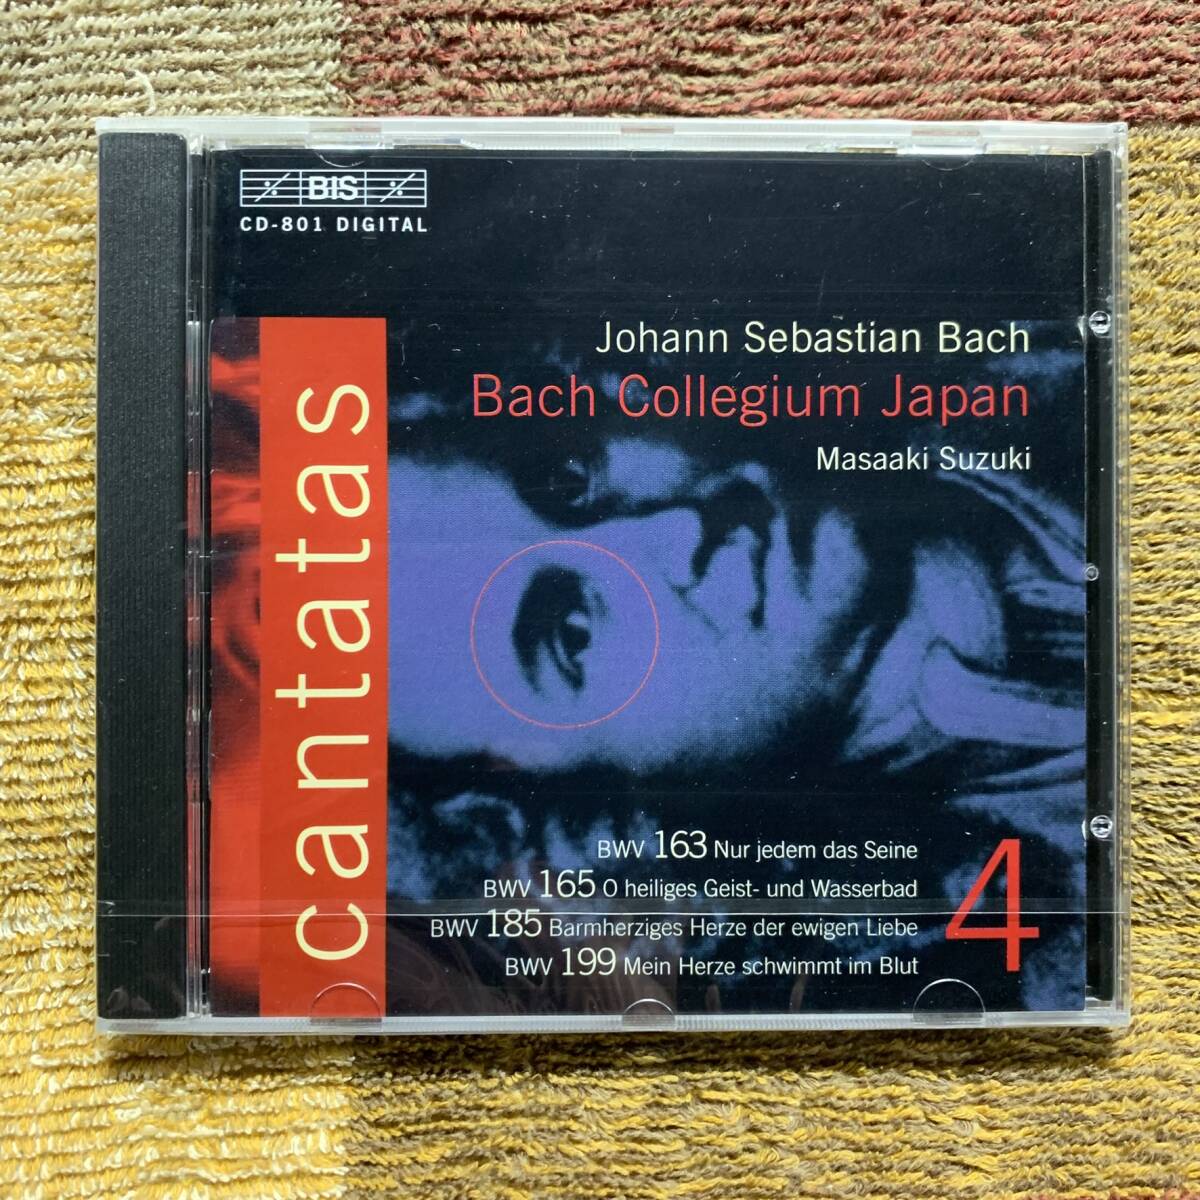 BIS
CD-801 DIGITAL
Johann Sebastian Bach
Bach Collegium Japan
Masaaki Suzuki
cantatas
BWV 163 Nur jedem das Seine
BWV 165 O heiliges Geist- und Wasserbad
BWV 185 Barmherziges Herze der ewigen Liebe
BWV 199 Mein Herze schwimmt im Blut
4